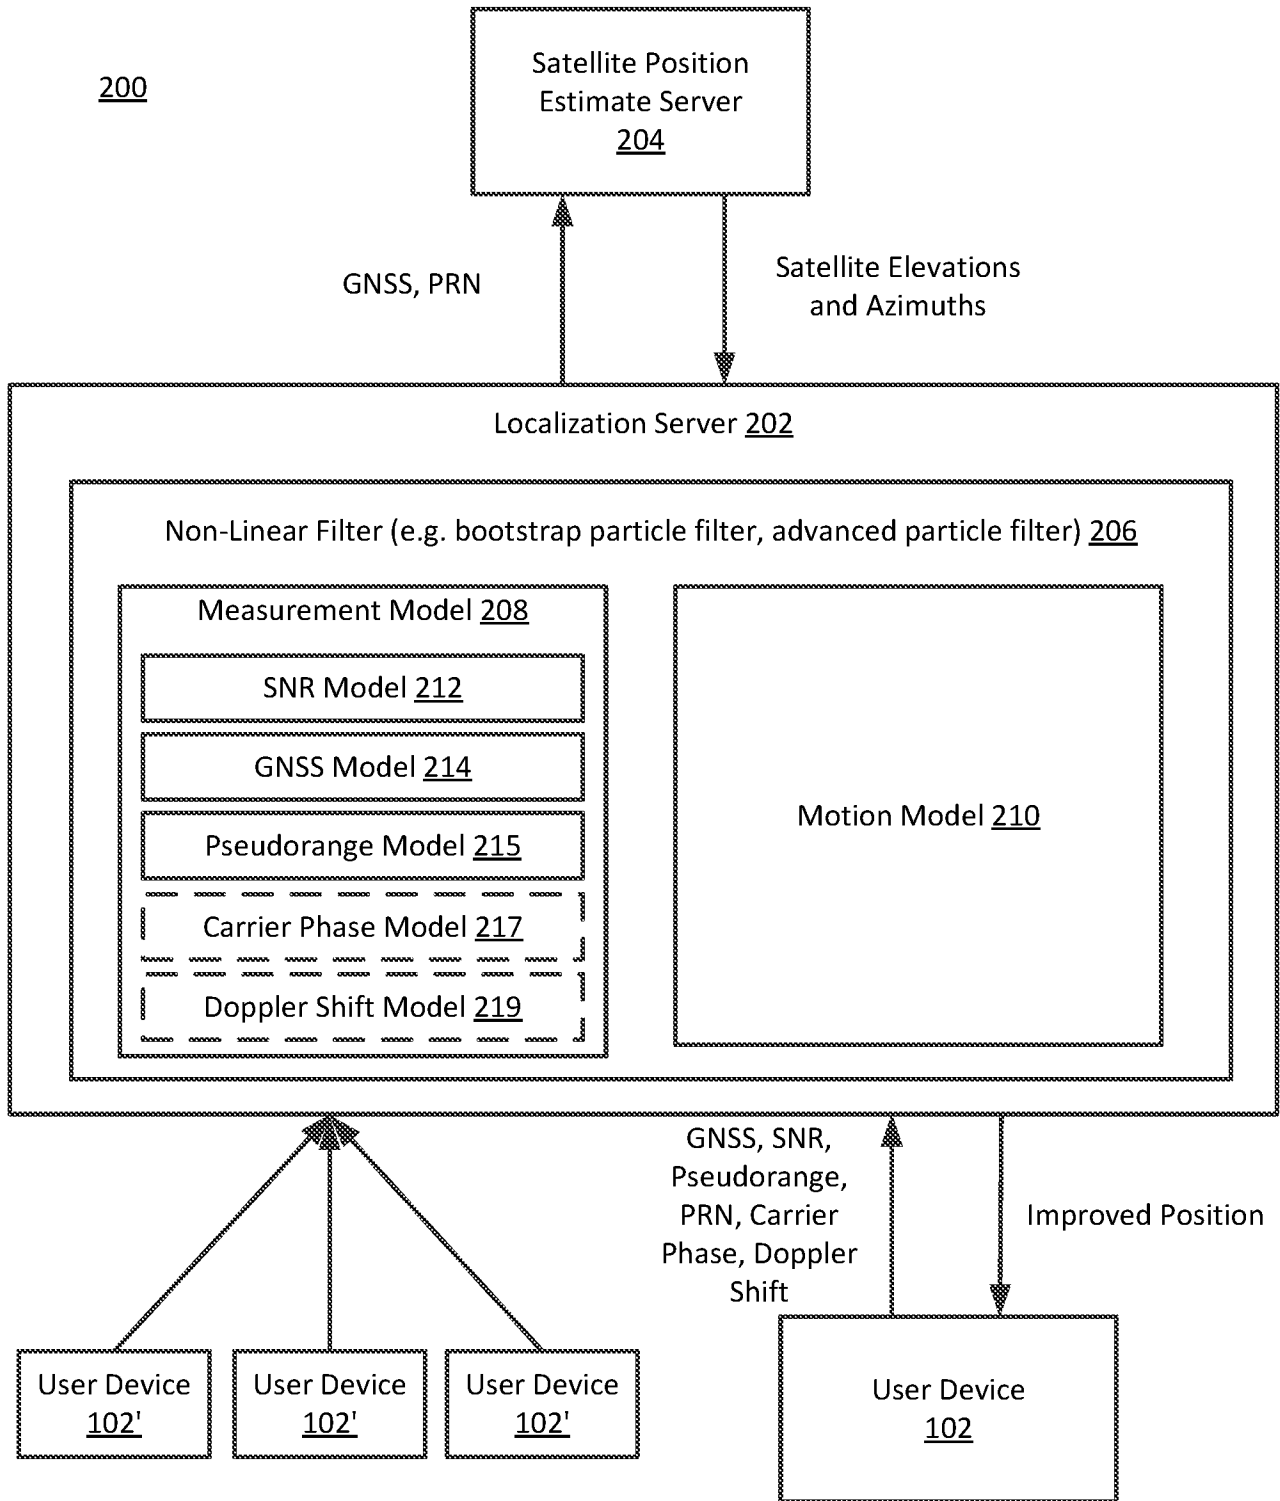 200
Satellite Position
Estimate Server
204
GNSS, PRN
Satellite Elevations
and Azimuths
Localization Server 202
Non-Linear Filter (e.g. bootstrap particle filter, advanced particle filter) 206
Measurement Model 208
SNR Model 212
GNSS Model 214
Pseudorange Model 215
Carrier Phase Model 217
Doppler Shift Model 219
Motion Model 210
GNSS, SNR,
Pseudorange,
PRN, Carrier
Phase, Doppler
Shift
Improved Position
User Device
102'
User Device
102'
User Device
102'
User Device
102